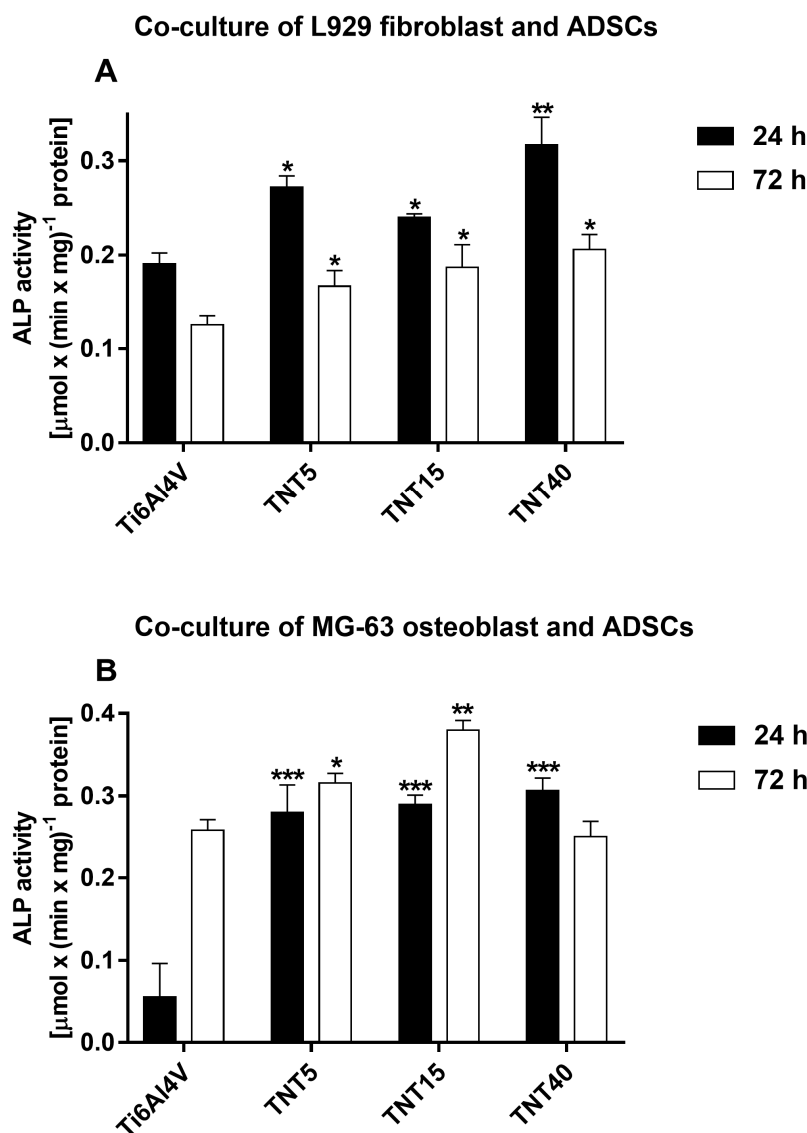 Co-culture of L929 fibroblast and ADSCs
A
ALP activity
[µmol x (min x mg)⁻¹ protein]
0.3
0.2
0.1
0.0
*
*
*
*
**
*
Ti6Al4V
TNT5
TNT15
TNT40
24 h
72 h
Co-culture of MG-63 osteoblast and ADSCs
B
ALP activity
[µmol x (min x mg)⁻¹ protein]
0.4
0.3
0.2
0.1
0.0
***
*
***
**
***
Ti6Al4V
TNT5
TNT15
TNT40
24 h
72 h